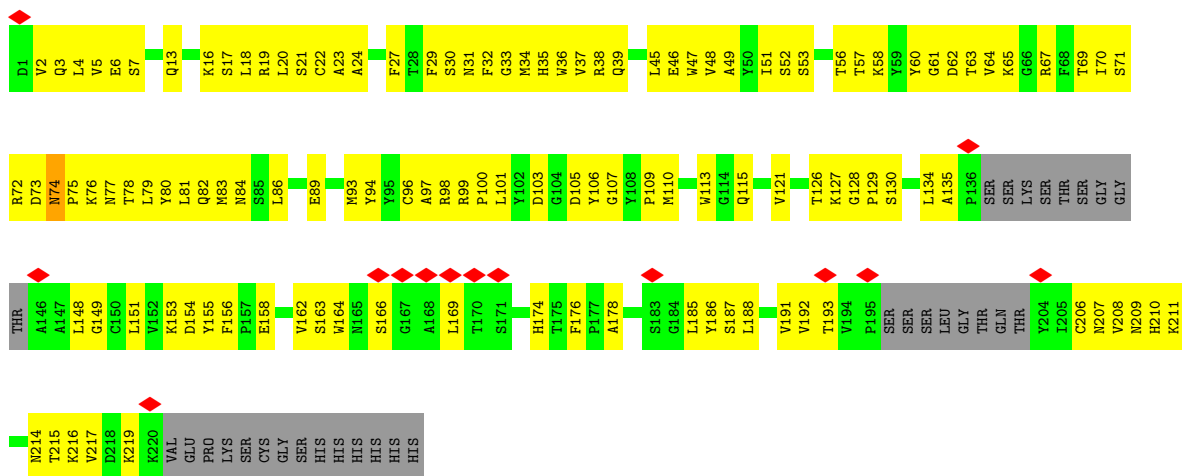 D1 V2 Q3 L4 V5 E6 S7 Q13 K16 S17 L18 R19 L20 S21 C22 A23 A24 F27 T28 F29 S30 N31 F32 G33 M34 H35 W36 V37 R38 Q39 L45 E46 W47 V48 A49 Y50 I51 S52 S53 T56 T57 K58 Y59 Y60 G61 D62 T63 V64 K65 G66 R67 F68 T69 I70 S71
R72 D73 N74 P75 K76 N77 T78 L79 Y80 L81 Q82 M83 N84 S85 L86 E89 M93 Y94 Y95 C96 A97 R98 R99 P100 L101 Y102 D103 G104 D105 Y106 G107 Y108 P109 M110 W113 G114 Q115 V121 T126 K127 G128 P129 S130 L134 A135 P136 SER SER LYS SER THR SER GLY GLY
THR A146 A147 L148 G149 C150 L151 V152 K153 D154 Y155 F156 P157 E158 V162 S163 W164 N165 S166 G167 A168 L169 T170 S171 H174 T175 F176 P177 A178 S183 G184 L185 Y186 S187 L188 V191 V192 T193 V194 P195 SER SER SER LEU GLY THR GLN THR Y204 I205 C206 N207 V208 N209 H210 K211
N214 T215 K216 V217 D218 K219 K220 VAL GLU PRO LYS SER CYS GLY SER HIS HIS HIS HIS HIS HIS